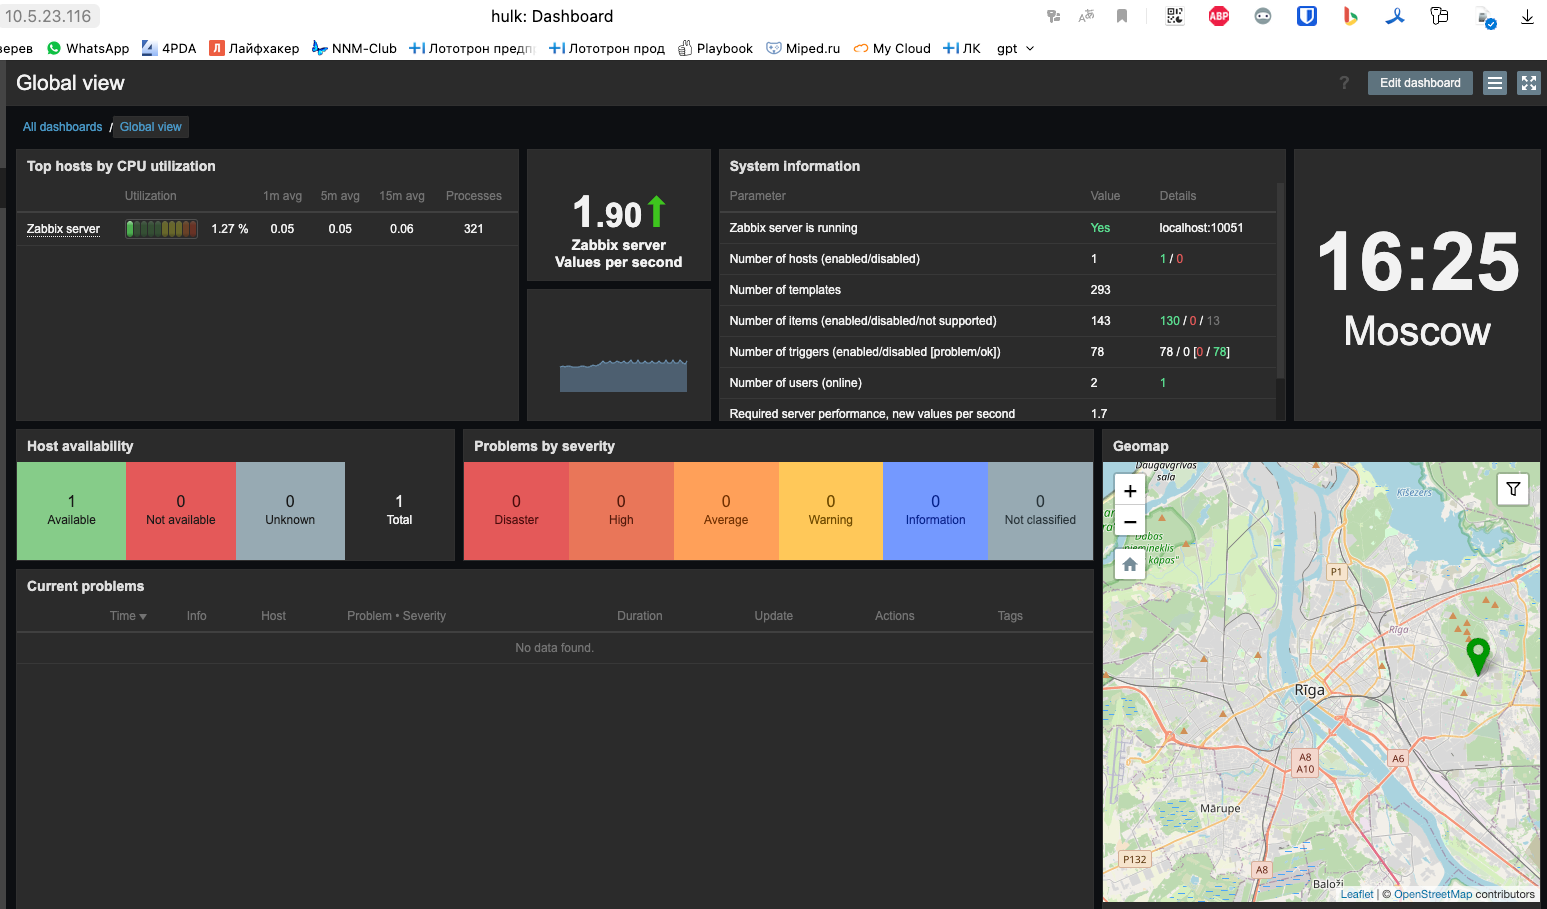 10.5.23.116
hulk: Dashboard
ABP
WhatsApp
4PDA
Лайфхакер
NNM-Club
Лототрон предп
Лототрон прод
Playbook
Miped.ru
My Cloud
ЛК
gpt
Global view
?
Edit dashboard
All dashboards / Global view
Top hosts by CPU utilization
Utilization 1m avg 5m avg 15m avg Processes
Zabbix server 1.27 % 0.05 0.05 0.06 321
1.90
Zabbix server
Values per second
System information
Parameter Value Details
Zabbix server is running Yes localhost:10051
Number of hosts (enabled/disabled) 1 1 / 0
Number of templates 293
Number of items (enabled/disabled/not supported) 143 130 / 0 / 13
Number of triggers (enabled/disabled [problem/ok]) 78 78 / 0 [0 / 78]
Number of users (online) 2 1
Required server performance, new values per second 1.7
16:25
Moscow
Host availability
1 Available
0 Not available
0 Unknown
1 Total
Problems by severity
0 Disaster
0 High
0 Average
0 Warning
0 Information
0 Not classified
Current problems
Time Info Host Problem • Severity Duration Update Actions Tags
No data found.
Geomap
Daugavgrīvas
sala
Ķīšezers
+
−
P1
Rīga
Rīga
A8
A10
A6
Mārupe
P132
A8
Baloži
Leaflet | © OpenStreetMap contributors